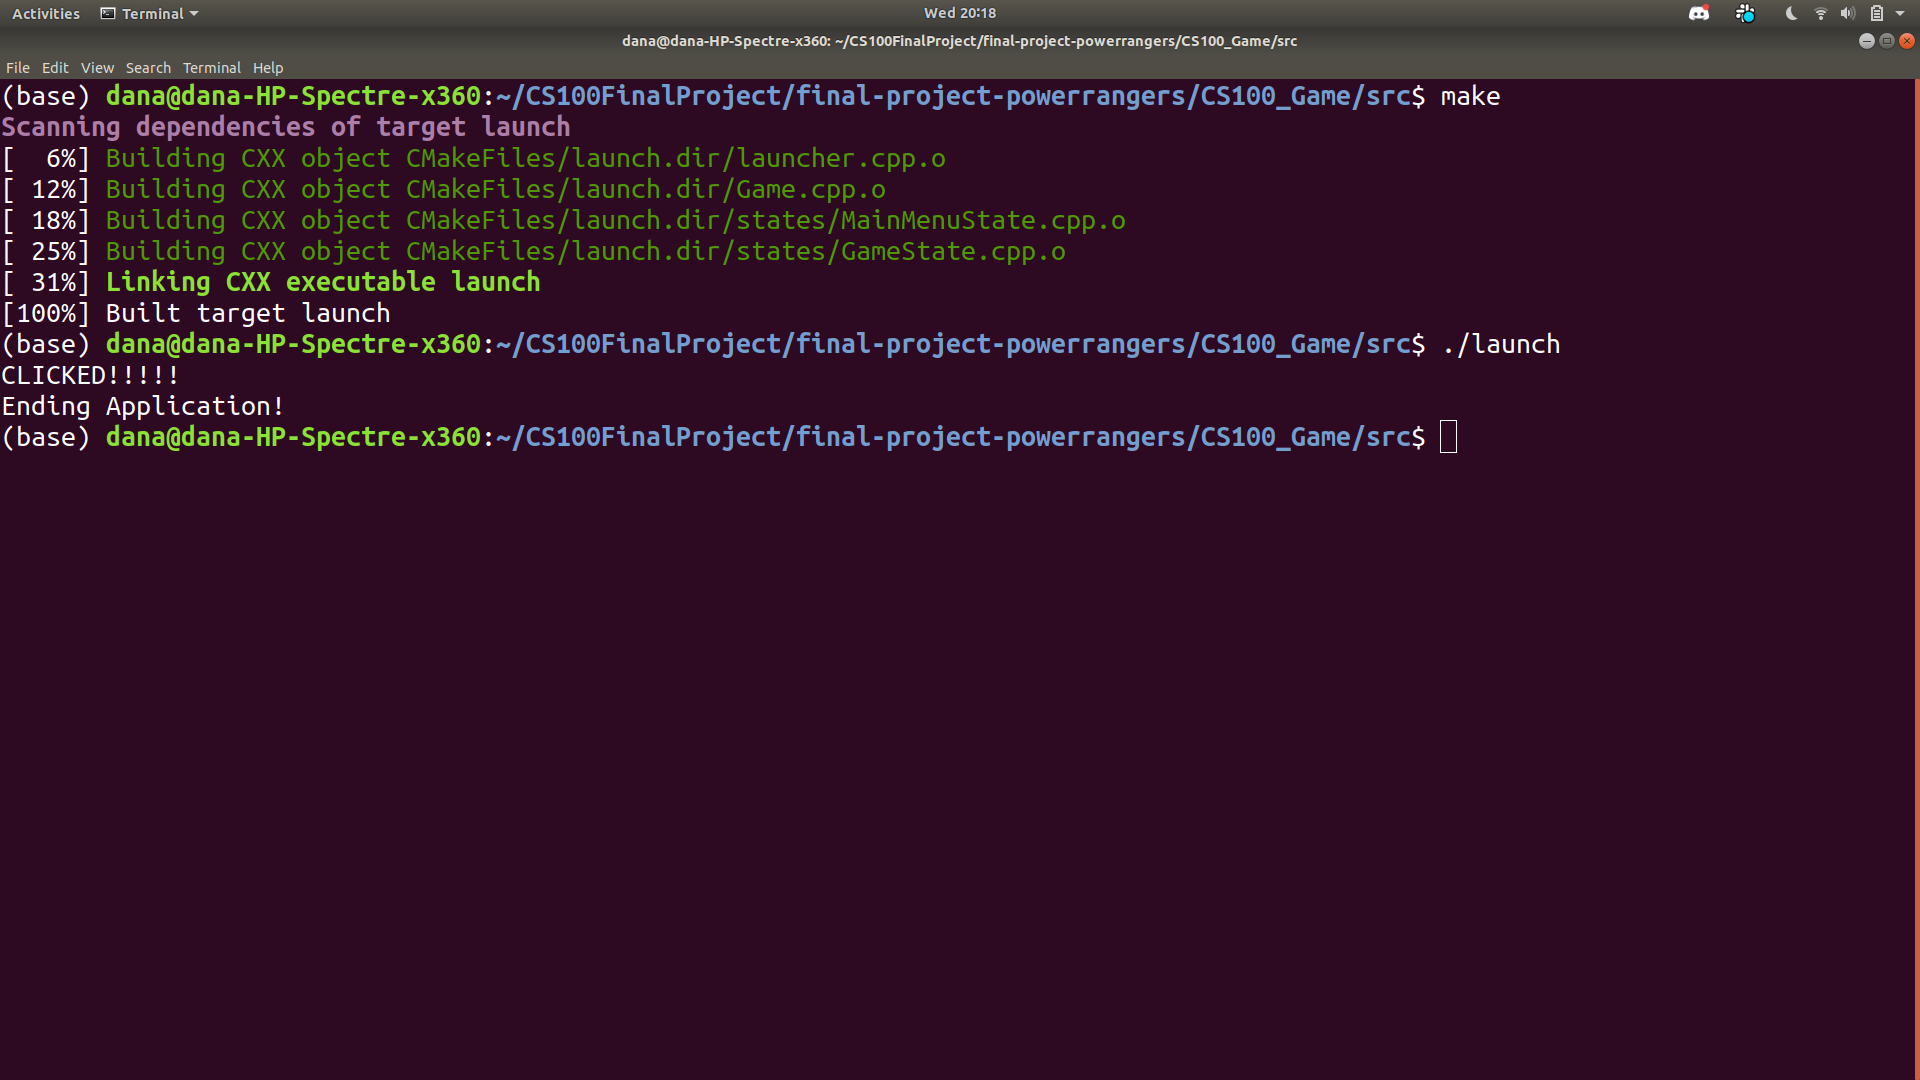 Activities Terminal Wed 20:18
dana@dana-HP-Spectre-x360: ~/CS100FinalProject/final-project-powerrangers/CS100_Game/src
File Edit View Search Terminal Help
(base) dana@dana-HP-Spectre-x360:~/CS100FinalProject/final-project-powerrangers/CS100_Game/src$ make
Scanning dependencies of target launch
[  6%] Building CXX object CMakeFiles/launch.dir/launcher.cpp.o
[ 12%] Building CXX object CMakeFiles/launch.dir/Game.cpp.o
[ 18%] Building CXX object CMakeFiles/launch.dir/states/MainMenuState.cpp.o
[ 25%] Building CXX object CMakeFiles/launch.dir/states/GameState.cpp.o
[ 31%] Linking CXX executable launch
[100%] Built target launch
(base) dana@dana-HP-Spectre-x360:~/CS100FinalProject/final-project-powerrangers/CS100_Game/src$ ./launch
CLICKED!!!!!
Ending Application!
(base) dana@dana-HP-Spectre-x360:~/CS100FinalProject/final-project-powerrangers/CS100_Game/src$